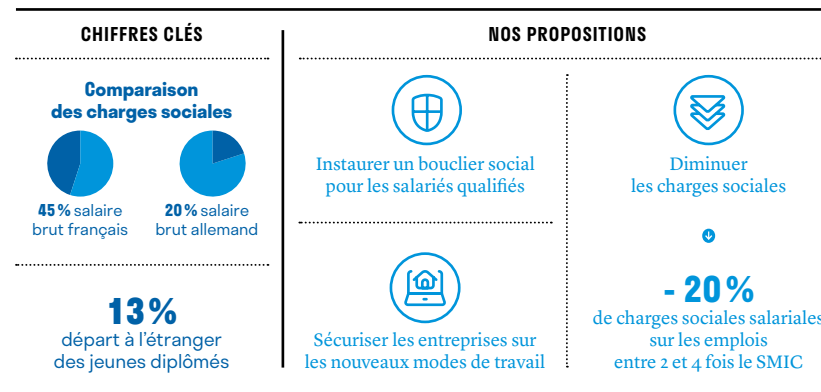 CHIFFRES CLÉS
Comparaison
des charges sociales
45 % salaire
brut français
20 % salaire
brut allemand
13 %
départ à l'étranger
des jeunes diplômés
NOS PROPOSITIONS
Instaurer un bouclier social
pour les salariés qualifiés
Sécuriser les entreprises sur
les nouveaux modes de travail
Diminuer
les charges sociales
- 20 %
de charges sociales salariales
sur les emplois
entre 2 et 4 fois le SMIC